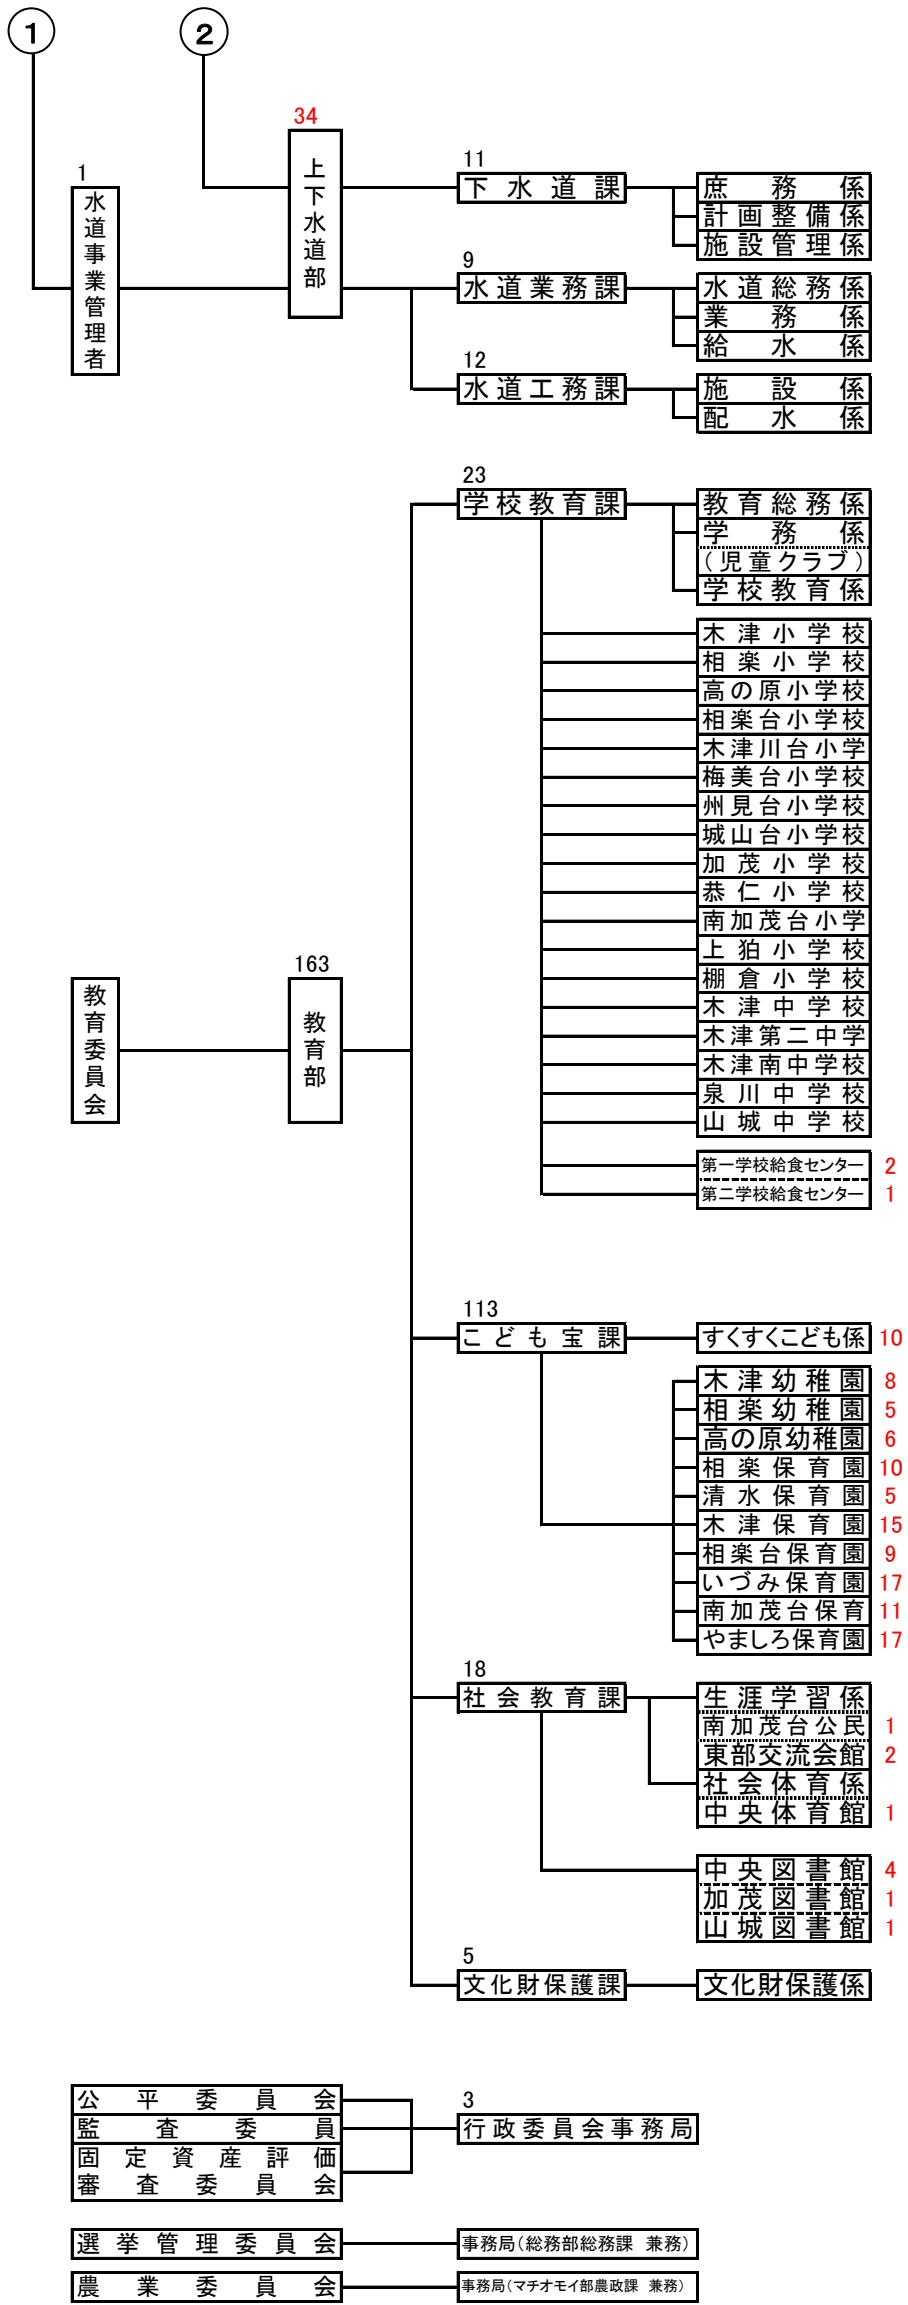 1
2
34
上下水道部
1
水道事業管理者
11
下水道課
庶務係
計画整備係
施設管理係
9
水道業務課
水道総務係
業務係
給水係
12
水道工務課
施設係
配水係
23
学校教育課
教育総務係
学務係
(児童クラブ)
学校教育係
木津小学校
相楽小学校
高の原小学校
相楽台小学校
木津川台小学
梅美台小学校
州見台小学校
城山台小学校
加茂小学校
恭仁小学校
南加茂台小学
上狛小学校
棚倉小学校
木津中学校
木津第二中学
木津南中学校
泉川中学校
山城中学校
第一学校給食センター 2
第二学校給食センター 1
教育委員会
163
教育部
113
こども宝課
すくすくこども係 10
木津幼稚園 8
相楽幼稚園 5
高の原幼稚園 6
相楽保育園 10
清水保育園 5
木津保育園 15
相楽台保育園 9
いづみ保育園 17
南加茂台保育 11
やましろ保育園 17
18
社会教育課
生涯学習係
南加茂台公民 1
東部交流会館 2
社会体育係
中央体育館 1
中央図書館 4
加茂図書館 1
山城図書館 1
5
文化財保護課
文化財保護係
公平委員会
監査委員
固定資産評価
審査委員会
3
行政委員会事務局
選挙管理委員会
事務局(総務部総務課 兼務)
農業委員会
事務局(マチオモイ部農政課 兼務)